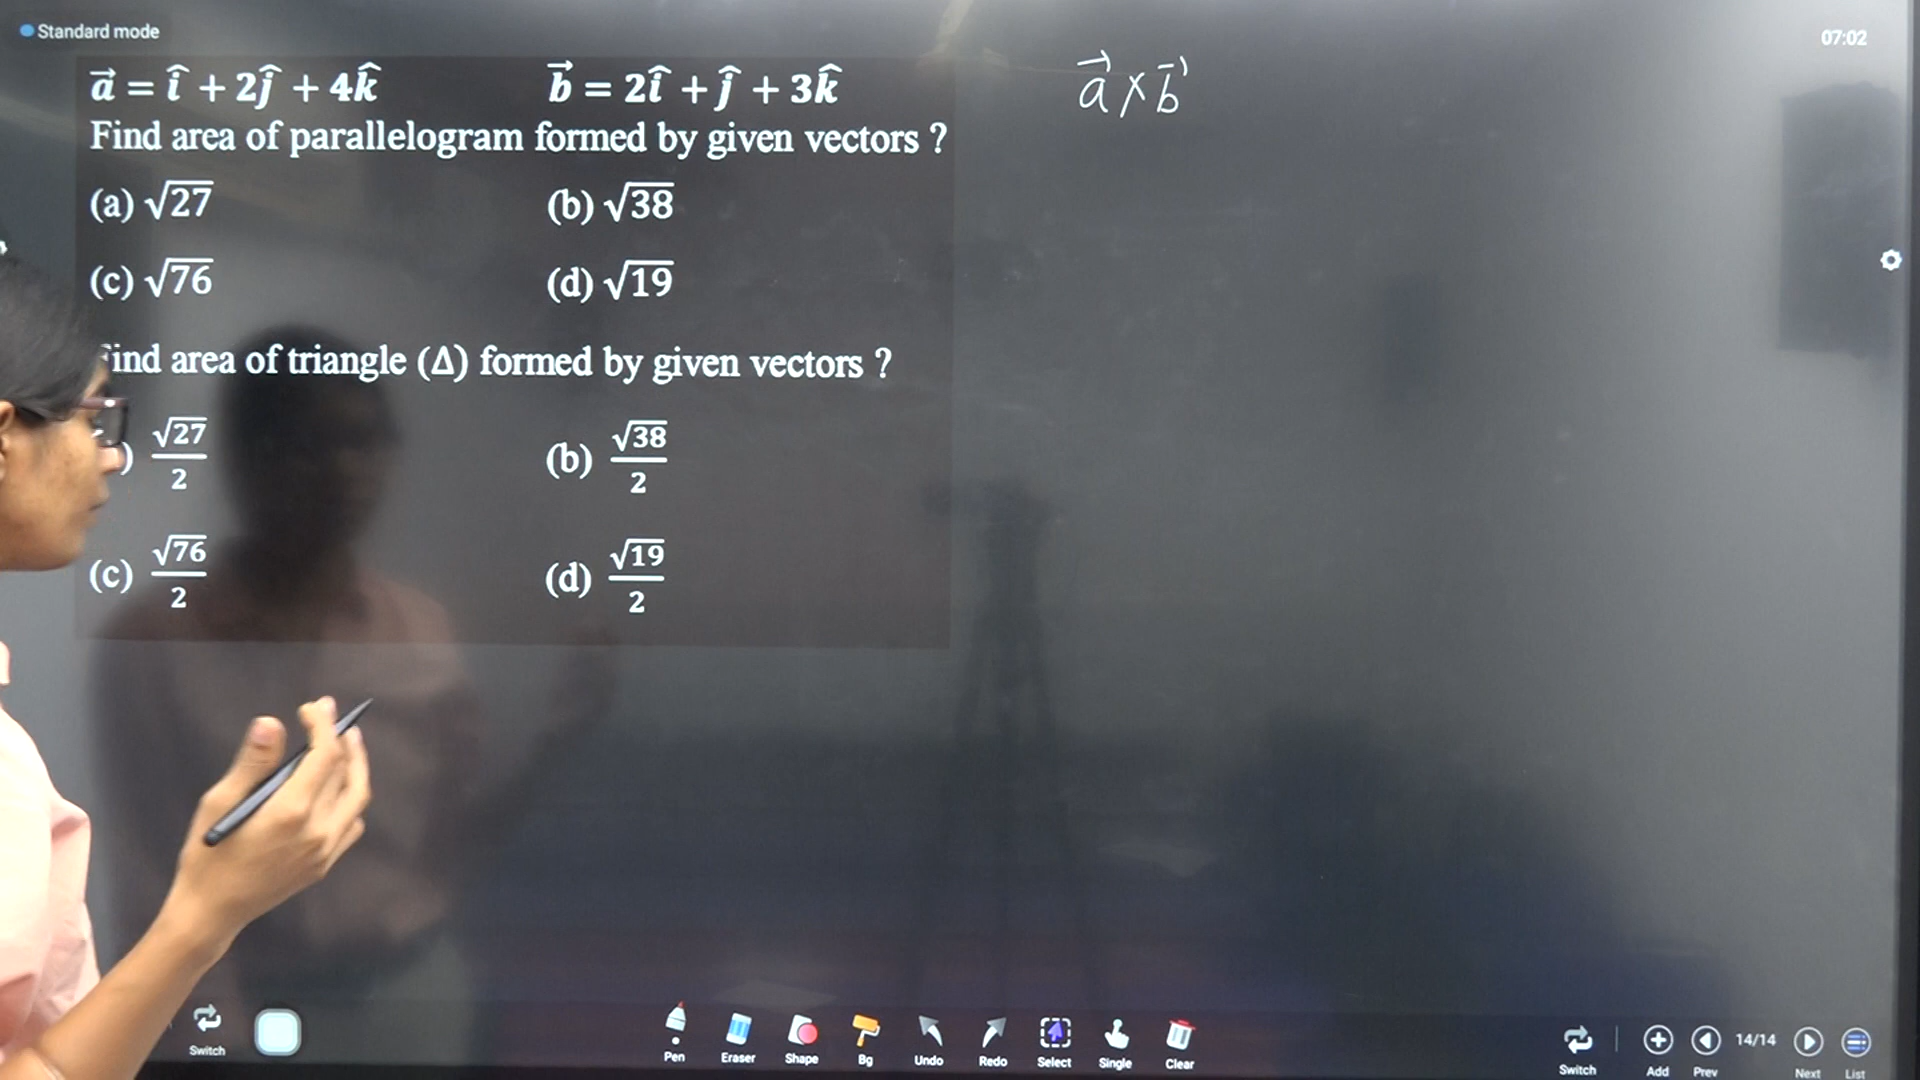 Standard mode
07:02
a⃗ = î + 2ĵ + 4k̂ b⃗ = 2î + ĵ + 3k̂
a⃗ × b⃗
Find area of parallelogram formed by given vectors ?
(a) √27 (b) √38
(c) √76 (d) √19
ind area of triangle (Δ) formed by given vectors ?
) √27/2 (b) √38/2
(c) √76/2 (d) √19/2
Switch Pen Eraser Shape Bg Undo Redo Select Single Clear Switch Add Prev 14/14 Next List